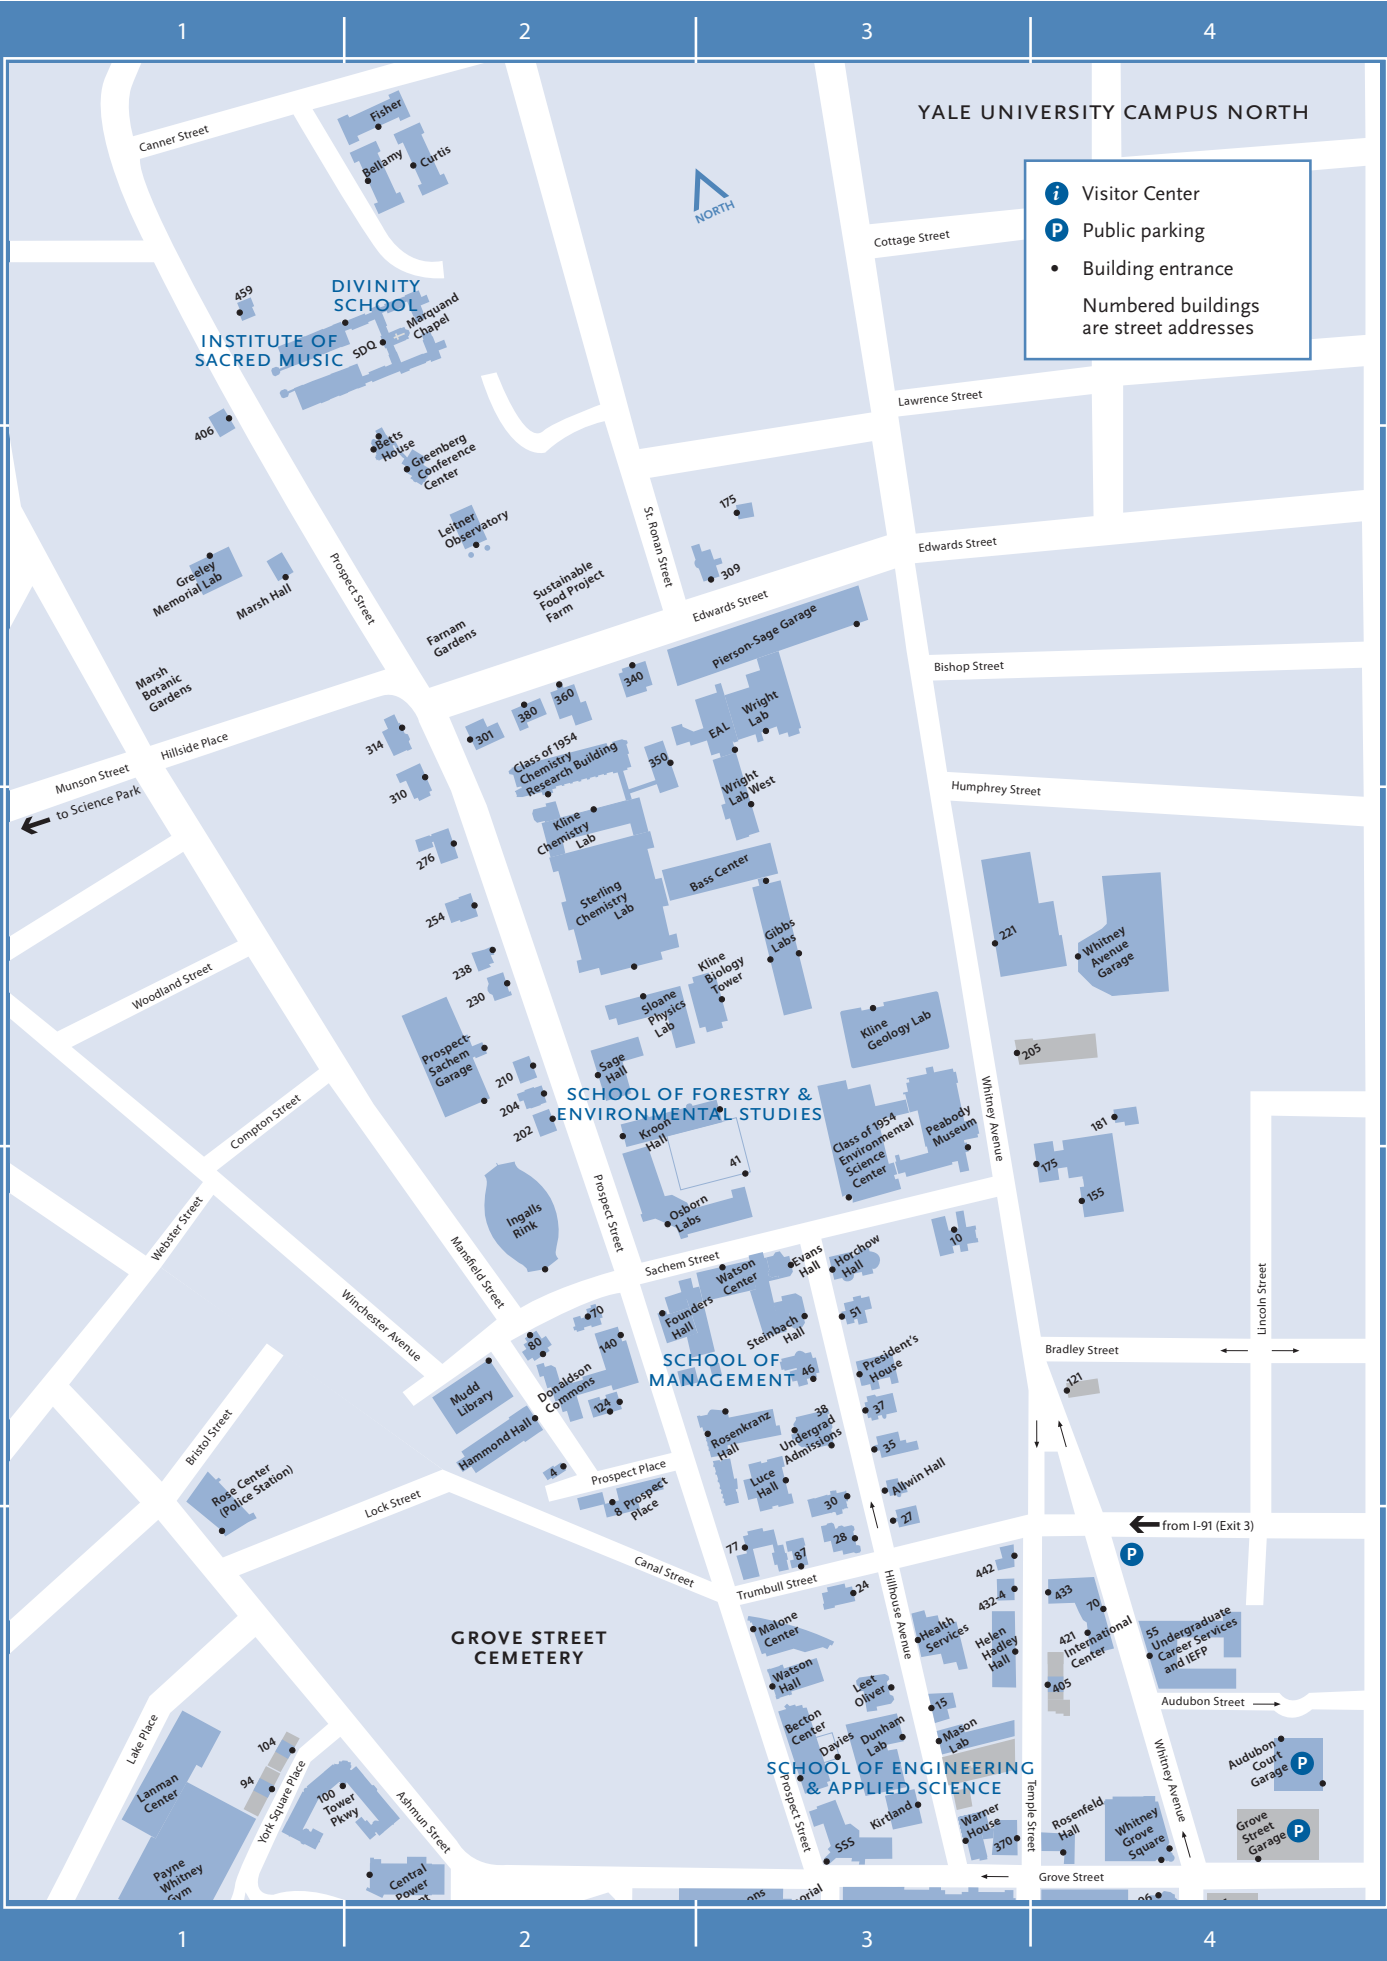 1
2
3
4
YALE UNIVERSITY CAMPUS NORTH
i
Visitor Center
P
Public parking
Building entrance
Numbered buildings
are street addresses
NORTH
Canner Street
Fisher
Bellamy
Curtis
Cottage Street
459
DIVINITY
SCHOOL
INSTITUTE OF
SACRED MUSIC
SDQ
Marquand
Chapel
406
Lawrence Street
Betts
House
Greenberg
Conference
Center
Leitner
Observatory
175
309
St. Ronan Street
Edwards Street
Edwards Street
Greeley
Memorial Lab
Marsh Hall
Prospect Street
Sustainable
Food Project
Farm
Farnam
Gardens
Marsh
Botanic
Gardens
Pierson-Sage Garage
Bishop Street
340
360
380
301
Wright
Lab
EAL
314
Hillside Place
Munson Street
to Science Park
310
Class of 1954
Chemistry
Research Building
350
Wright
Lab West
Humphrey Street
Kline
Chemistry
Lab
276
Bass Center
Sterling
Chemistry
Lab
254
Gibbs
Labs
221
Whitney
Avenue
Garage
238
230
Woodland Street
Kline
Biology
Tower
Sloane
Physics
Lab
Kline
Geology Lab
205
Prospect-
Sachem
Garage
210
204
202
Sage
Hall
SCHOOL OF FORESTRY &
ENVIRONMENTAL STUDIES
Kroon
Hall
41
Osborn
Labs
Class of 1954
Environmental
Science
Center
Peabody
Museum
Whitney Avenue
181
175
155
Compton Street
Webster Street
Ingalls
Rink
Prospect Street
Mansfield Street
Winchester Avenue
Sachem Street
10
Watson
Center
Evans
Hall
Horchow
Hall
Founders
Hall
Steinbach
Hall
51
70
80
140
Donaldson
Commons
124
SCHOOL OF
MANAGEMENT
46
President's
House
37
Lincoln Street
Bradley Street
121
Mudd
Library
Hammond Hall
4
Prospect Place
8 Prospect
Place
Rosenkranz
Hall
38
Undergrad
Admissions
35
Luce
Hall
Allwin Hall
30
27
28
Bristol Street
Rose Center
(Police Station)
Lock Street
Canal Street
77
87
Trumbull Street
24
from I-91 (Exit 3)
P
442
432-4
433
70
421
International
Center
405
Helen
Hadley
Hall
Health
Services
Hillhouse Avenue
55
Undergraduate
Career Services
and IEFP
Malone
Center
Watson
Hall
Leet
Oliver
15
Audubon Street
GROVE STREET
CEMETERY
Becton
Center
Davies
Dunham
Lab
Mason
Lab
SCHOOL OF ENGINEERING
& APPLIED SCIENCE
Audubon
Court
Garage
P
Whitney Avenue
Lake Place
Lanman
Center
104
94
York Square Place
100
Tower
Pkwy
Ashmun Street
Prospect Street
Kirtland
SSS
Warner
House
370
Temple Street
Rosenfeld
Hall
Whitney
Grove
Square
Grove
Street
Garage
P
Payne
Whitney
Gym
Central
Power
Grove Street
1
2
3
4